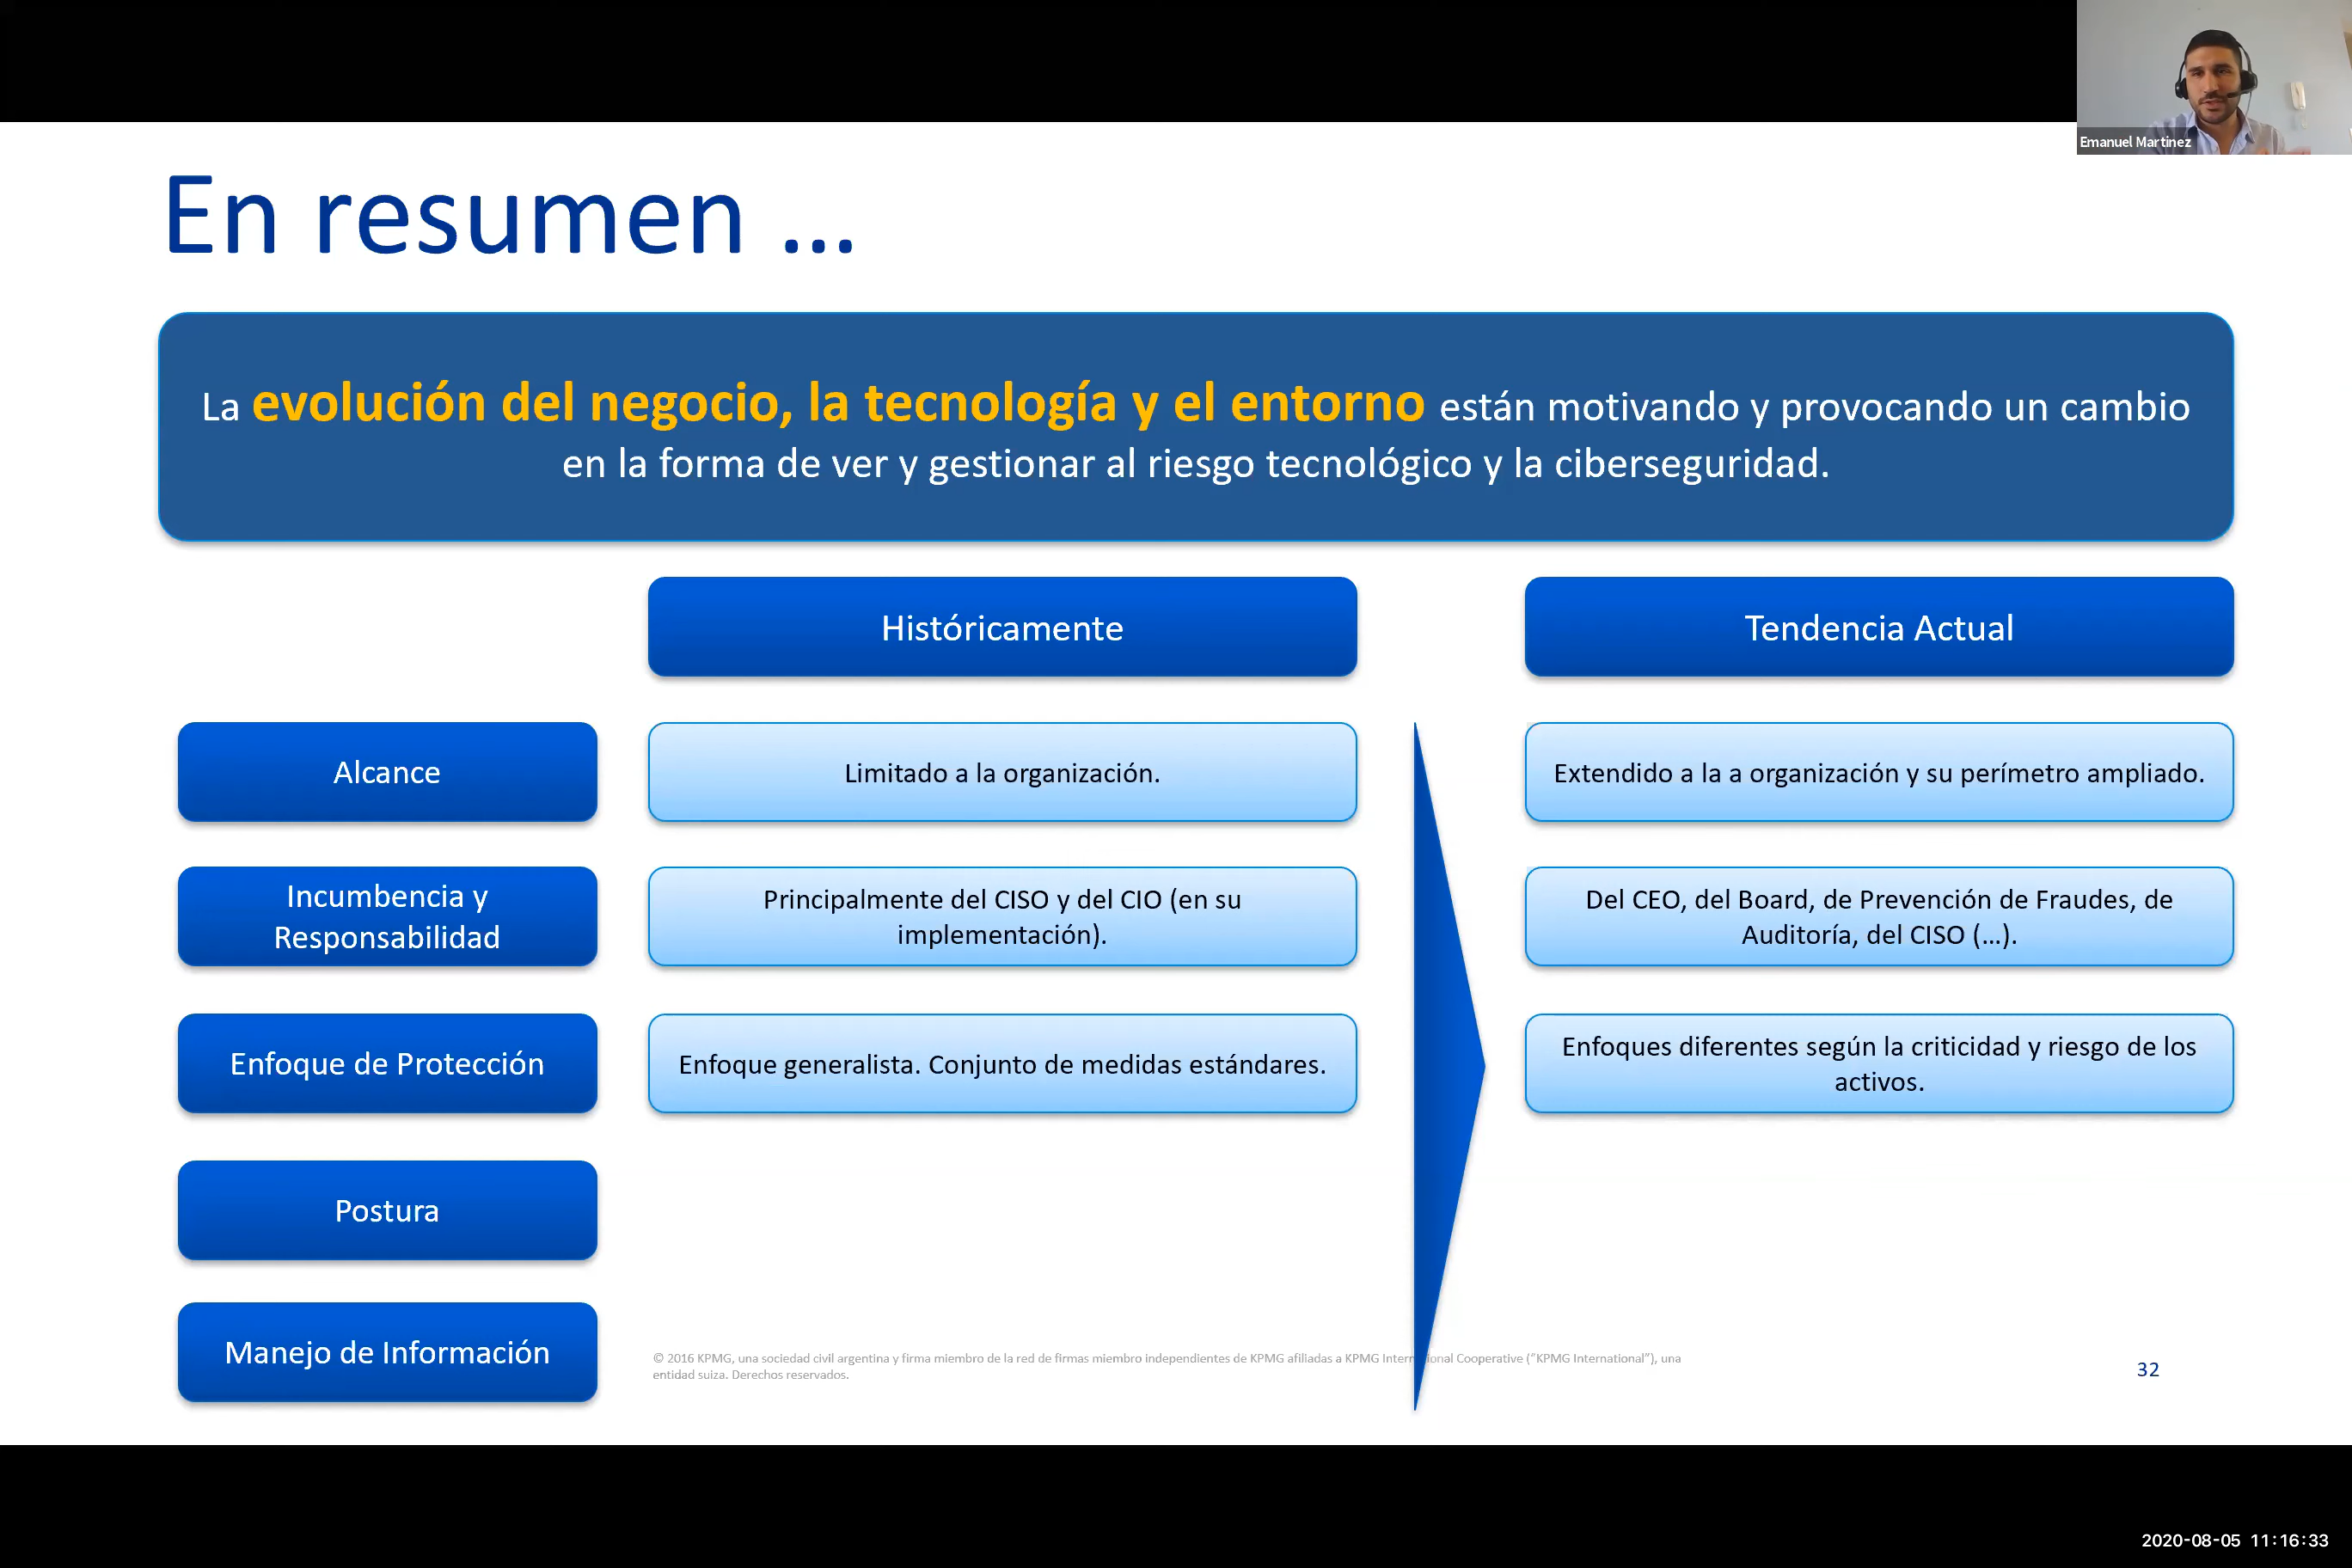 Emanuel Martinez
En resumen ...
La evolución del negocio, la tecnología y el entorno están motivando y provocando un cambio
en la forma de ver y gestionar al riesgo tecnológico y la ciberseguridad.
Históricamente
Tendencia Actual
Alcance
Limitado a la organización.
Extendido a la a organización y su perímetro ampliado.
Incumbencia y
Responsabilidad
Principalmente del CISO y del CIO (en su
implementación).
Del CEO, del Board, de Prevención de Fraudes, de
Auditoría, del CISO (...).
Enfoque de Protección
Enfoque generalista. Conjunto de medidas estándares.
Enfoques diferentes según la criticidad y riesgo de los
activos.
Postura
Manejo de Información
© 2016 KPMG, una sociedad civil argentina y firma miembro de la red de firmas miembro independientes de KPMG afiliadas a KPMG Cooperative ("KPMG International"), una
entidad suiza. Derechos reservados.
32
2020-08-05 11:16:33